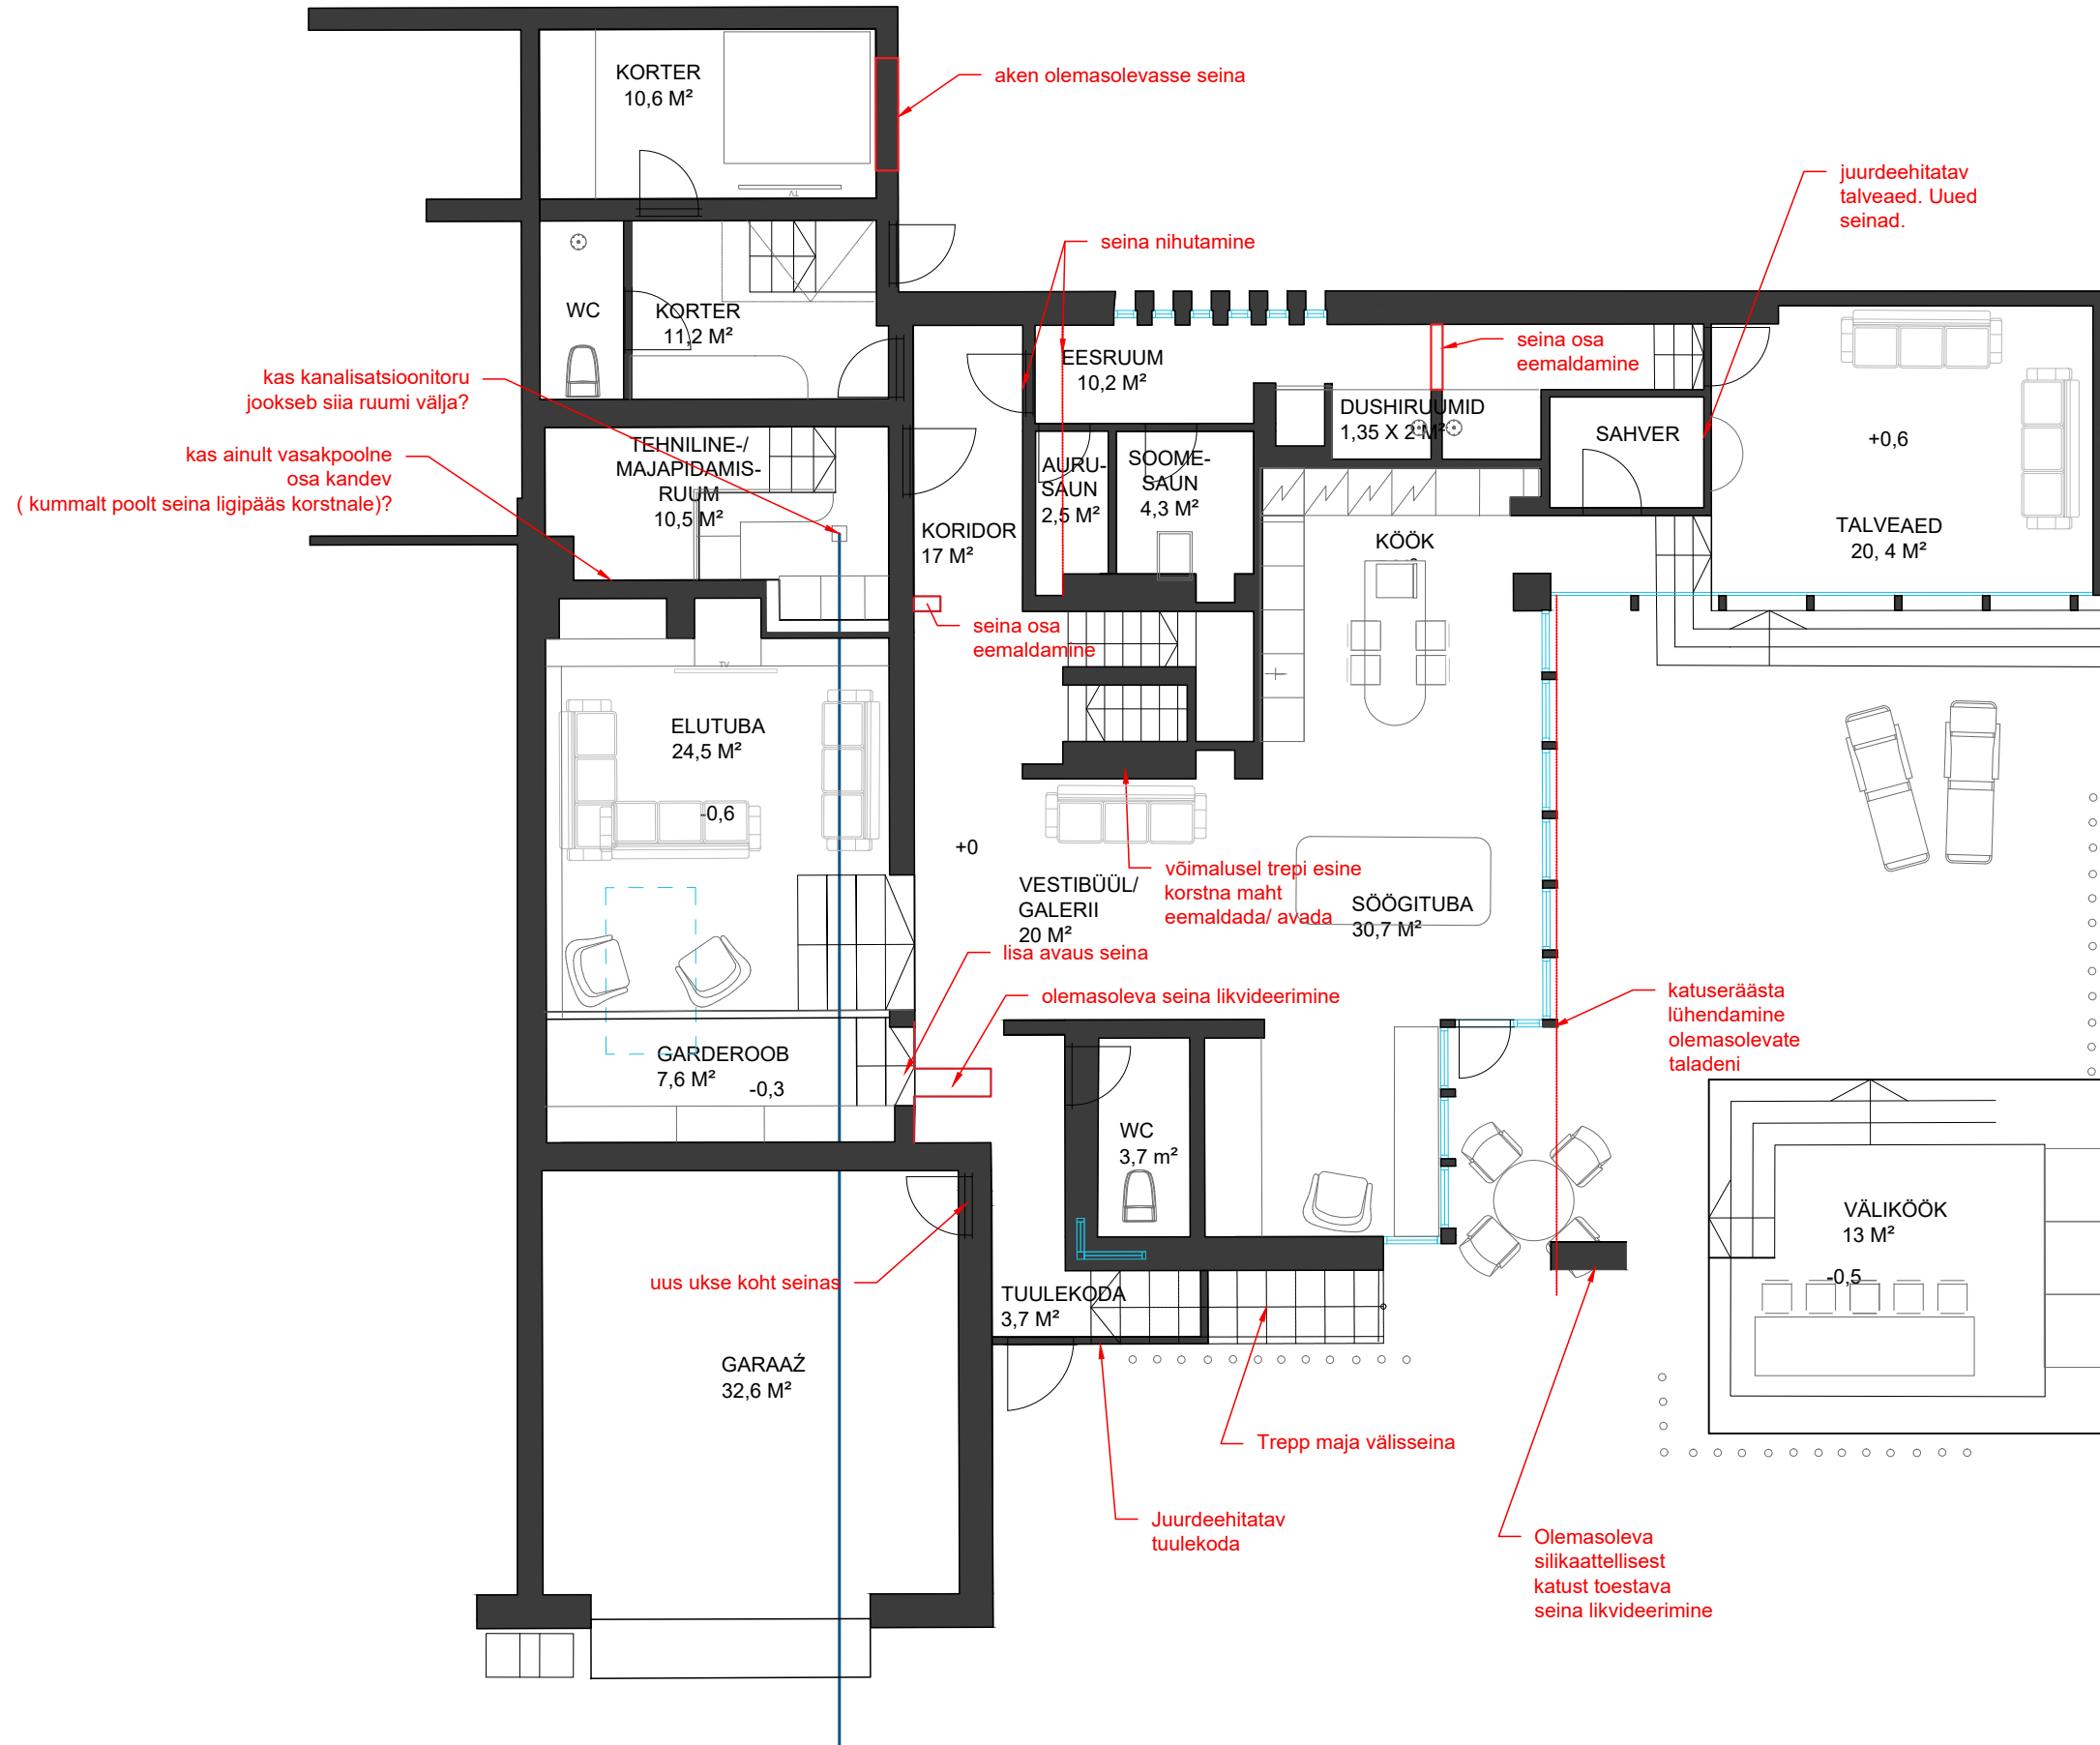 KORTER
10,6 M²
aken olemasolevasse seina
TV
juurdeehitatav
talveaed. Uued
seinad.
seina nihutamine
WC
KORTER
11,2 M²
EESRUUM
10,2 M²
seina osa
eemaldamine
kas kanalisatsioonitoru
jookseb siia ruumi välja?
DUSHIRUUMID
1,35 X 2 M²
SAHVER
+0,6
kas ainult vasakpoolne
osa kandev
( kummalt poolt seina ligipääs korstnale)?
TEHNILINE-/
MAJAPIDAMIS-
RUUM
10,5 M²
AURU-
SAUN
2,5 M²
SOOME-
SAUN
4,3 M²
KORIDOR
17 M²
KÖÖK
TALVEAED
20, 4 M²
seina osa
eemaldamine
TV
ELUTUBA
24,5 M²
-0,6
+0
VESTIBÜÜL/
GALERII
20 M²
võimalusel trepi esine
korstna maht
eemaldada/ avada
SÖÖGITUBA
30,7 M²
lisa avaus seina
olemasoleva seina likvideerimine
katuseräästa
lühendamine
olemasolevate
taladeni
GARDEROOB
7,6 M²
-0,3
WC
3,7 m²
VÄLIKÖÖK
13 M²
-0,5
uus ukse koht seinas
TUULEKODA
3,7 M²
GARAAŹ
32,6 M²
Trepp maja välisseina
Juurdeehitatav
tuulekoda
Olemasoleva
silikaattellisest
katust toestava
seina likvideerimine